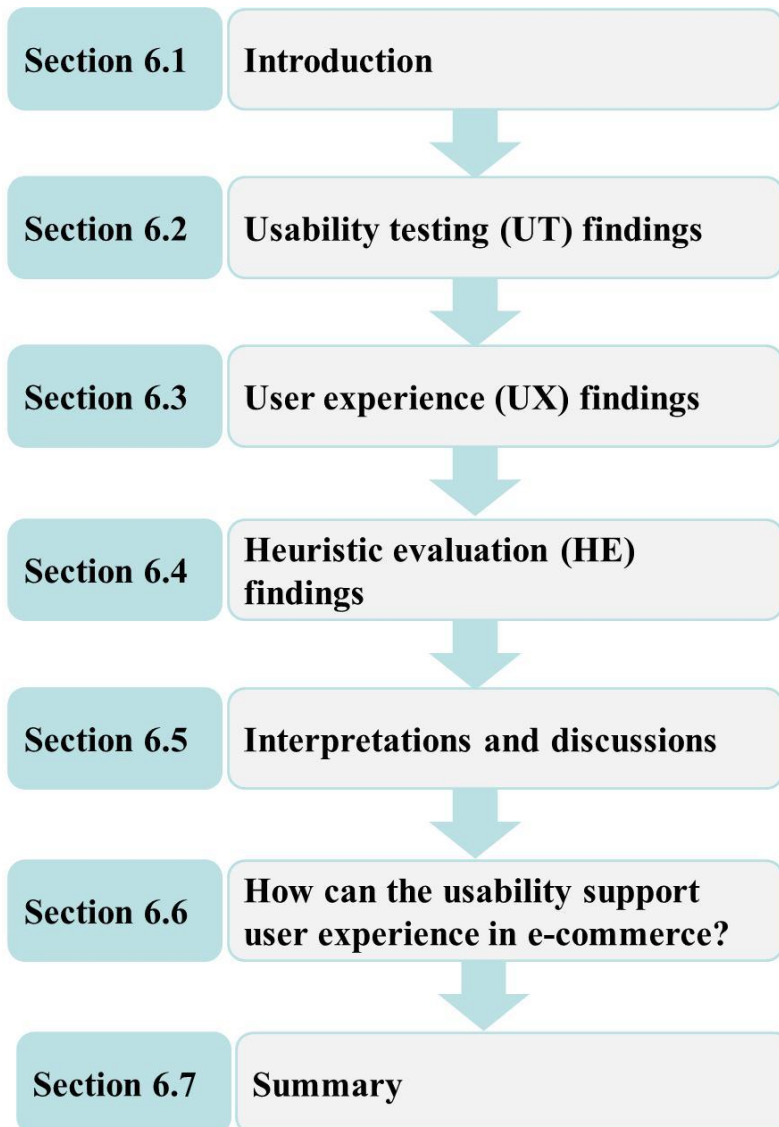 Section 6.1
Introduction
Section 6.2
Usability testing (UT) findings
Section 6.3
User experience (UX) findings
Section 6.4
Heuristic evaluation (HE)
findings
Section 6.5
Interpretations and discussions
Section 6.6
How can the usability support
user experience in e-commerce?
Section 6.7
Summary